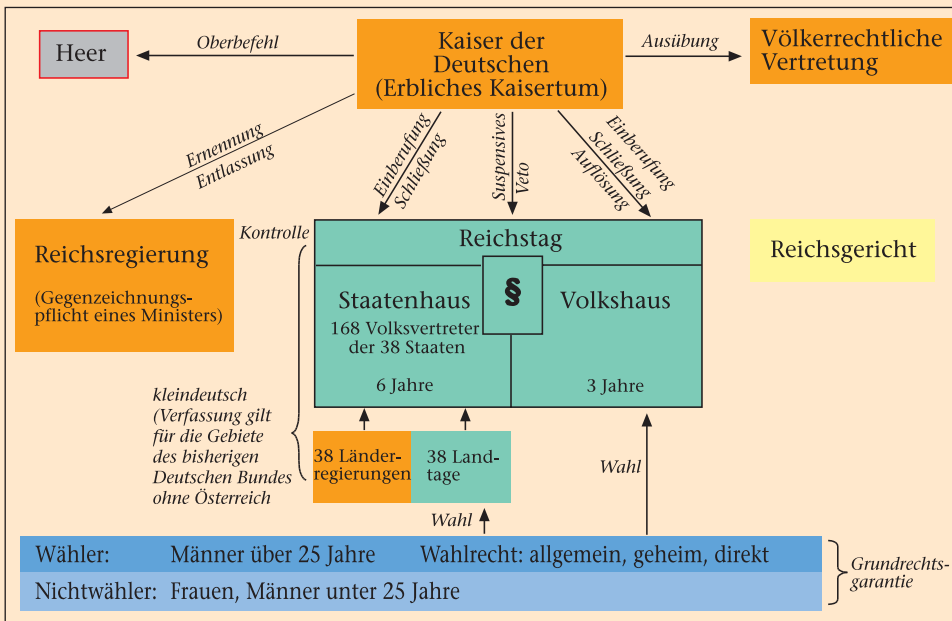 Heer
Oberbefehl
Kaiser der
Deutschen
(Erbliches Kaisertum)
Ausübung
Völkerrechtliche
Vertretung
Ernennung
Entlassung
Einberufung
Schließung
Suspensives
Veto
Einberufung
Schließung
Auflösung
Reichsregierung
(Gegenzeichnungs-
pflicht eines Ministers)
Kontrolle
Reichstag
§
Staatenhaus
168 Volksvertreter
der 38 Staaten
6 Jahre
Volkshaus
3 Jahre
Reichsgericht
kleindeutsch
(Verfassung gilt
für die Gebiete
des bisherigen
Deutschen Bundes
ohne Österreich
38 Länder-
regierungen
38 Land-
tage
Wahl
Wahl
Wähler: Männer über 25 Jahre Wahlrecht: allgemein, geheim, direkt
Nichtwähler: Frauen, Männer unter 25 Jahre
Grundrechts-
garantie